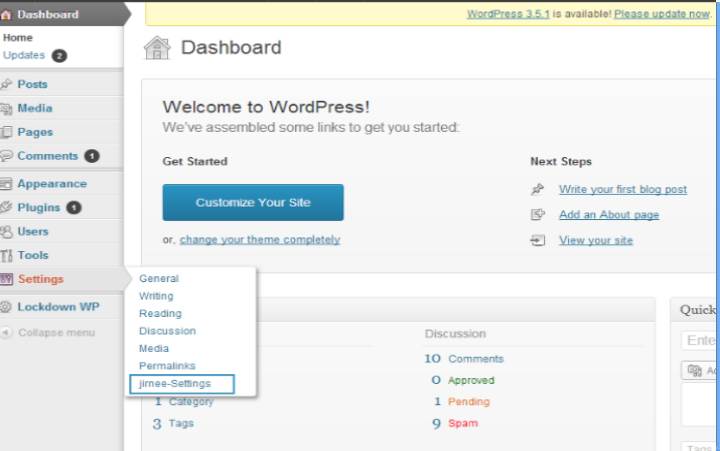 Dashboard
Home
Updates 2
Posts
Media
Pages
Comments 1
Appearance
Plugins 1
Users
Tools
Settings
Lockdown WP
Collapse menu
General
Writing
Reading
Discussion
Media
Permalinks
jirnee-Settings
WordPress 3.5.1 is available! Please update now.
Dashboard
Welcome to WordPress!
We've assembled some links to get you started:
Get Started
Customize Your Site
or, change your theme completely
Next Steps
Write your first blog post
Add an About page
View your site
1 Category
3 Tags
Discussion
10 Comments
0 Approved
1 Pending
9 Spam
Quick
Ente
Tags